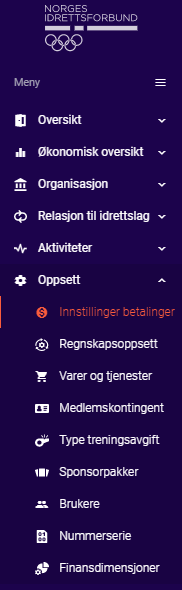 NORGES
IDRETTSFORBUND
Meny
Oversikt
Økonomisk oversikt
Organisasjon
Relasjon til idrettslag
Aktiviteter
Oppsett
Innstillinger betalinger
Regnskapsoppsett
Varer og tjenester
Medlemskontingent
Type treningsavgift
Sponsorpakker
Brukere
Nummerserie
Finansdimensjoner